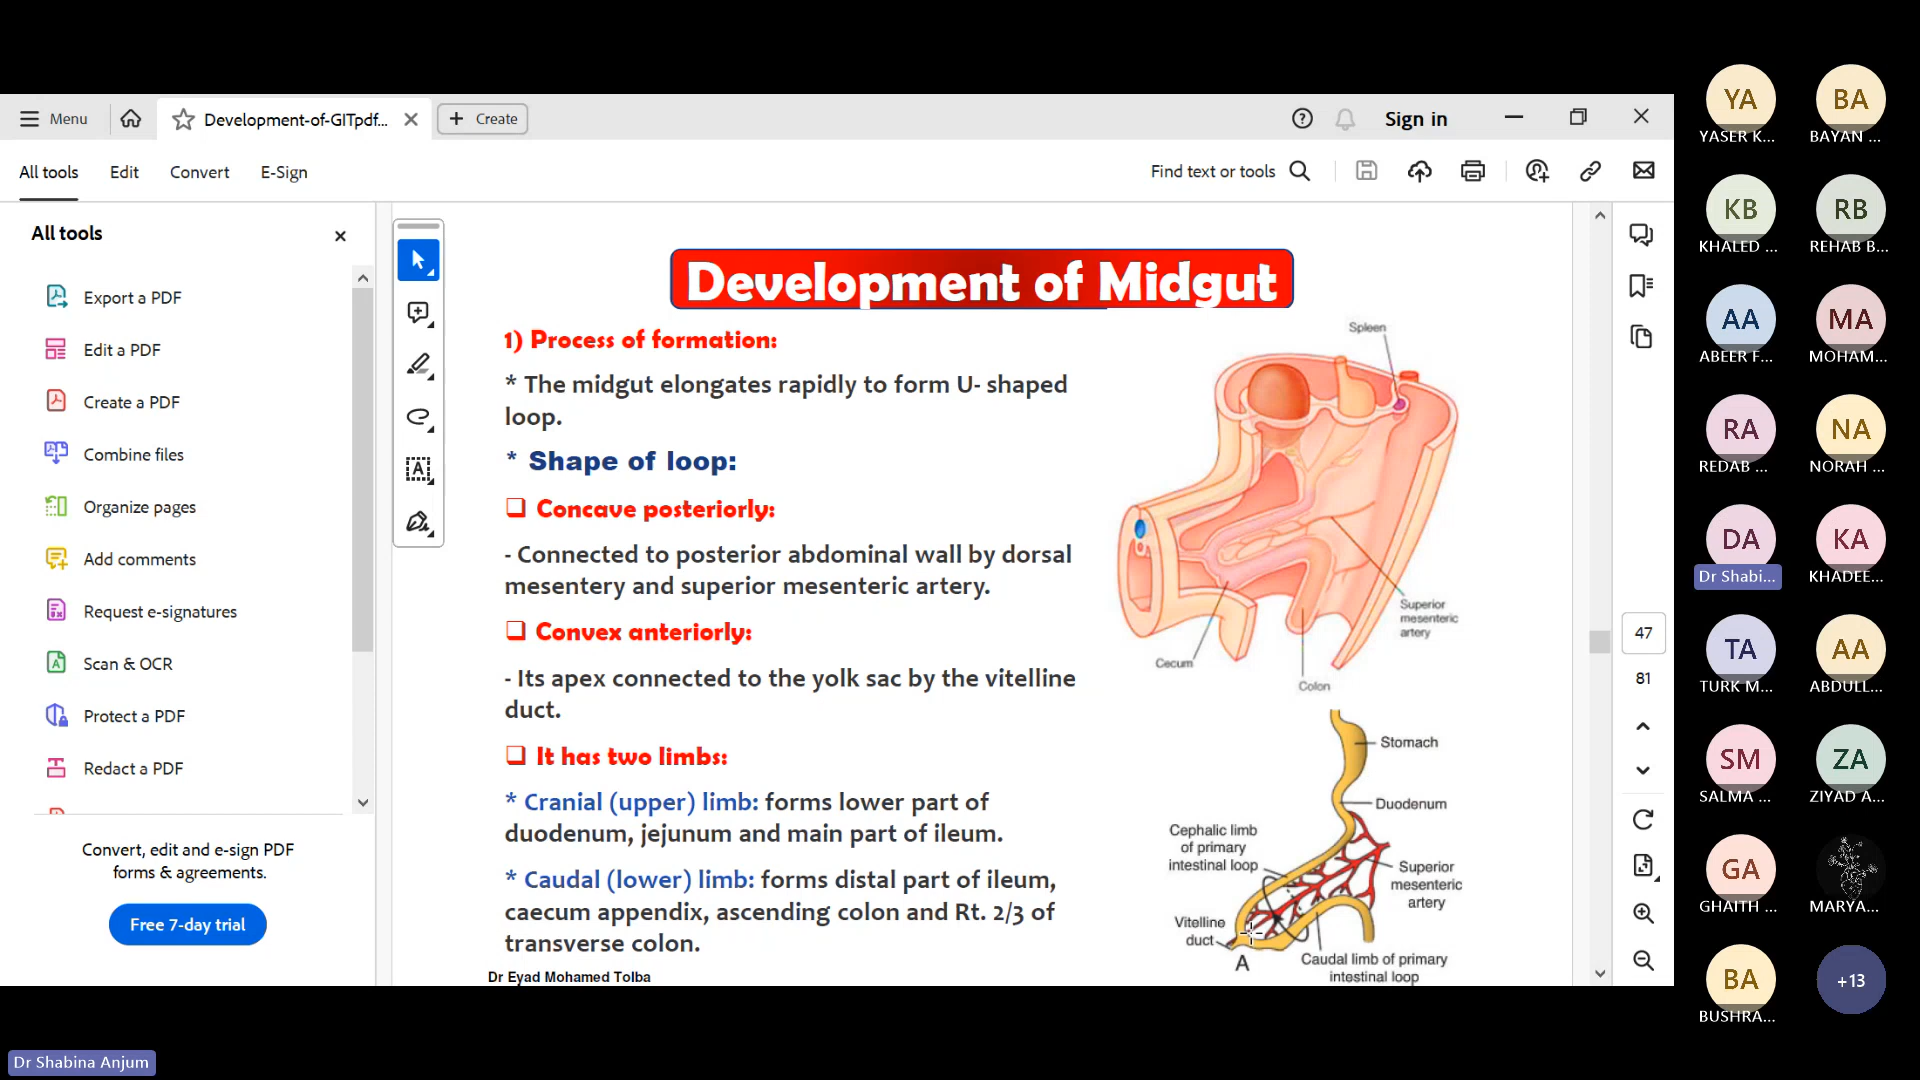 Menu
Development-of-GITpdf...
Create
Sign in
All tools
Edit
Convert
E-Sign
Find text or tools
All tools
Export a PDF
Edit a PDF
Create a PDF
Combine files
Organize pages
Add comments
Request e-signatures
Scan & OCR
Protect a PDF
Redact a PDF
Convert, edit and e-sign PDF
forms & agreements.
Free 7-day trial
Development of Midgut
1) Process of formation:
* The midgut elongates rapidly to form U- shaped
loop.
* Shape of loop:
❑ Concave posteriorly:
- Connected to posterior abdominal wall by dorsal
mesentery and superior mesenteric artery.
❑ Convex anteriorly:
- Its apex connected to the yolk sac by the vitelline
duct.
❑ It has two limbs:
* Cranial (upper) limb: forms lower part of
duodenum, jejunum and main part of ileum.
* Caudal (lower) limb: forms distal part of ileum,
caecum appendix, ascending colon and Rt. 2/3 of
transverse colon.
Dr Eyad Mohamed Tolba
Spleen
Superior
mesenteric
artery
Cecum
Colon
Stomach
Duodenum
Cephalic limb
of primary
intestinal loop
Superior
mesenteric
artery
Vitelline
duct
A
Caudal limb of primary
intestinal loop
47
81
YA
YASER K...
BA
BAYAN ...
KB
KHALED ...
RB
REHAB B...
AA
ABEER F...
MA
MOHAM...
RA
REDAB ...
NA
NORAH ...
DA
Dr Shabi...
KA
KHADEE...
TA
TURK M...
AA
ABDULL...
SM
SALMA ...
ZA
ZIYAD A...
GA
GHAITH ...
MARYA...
BA
BUSHRA...
+13
Dr Shabina Anjum